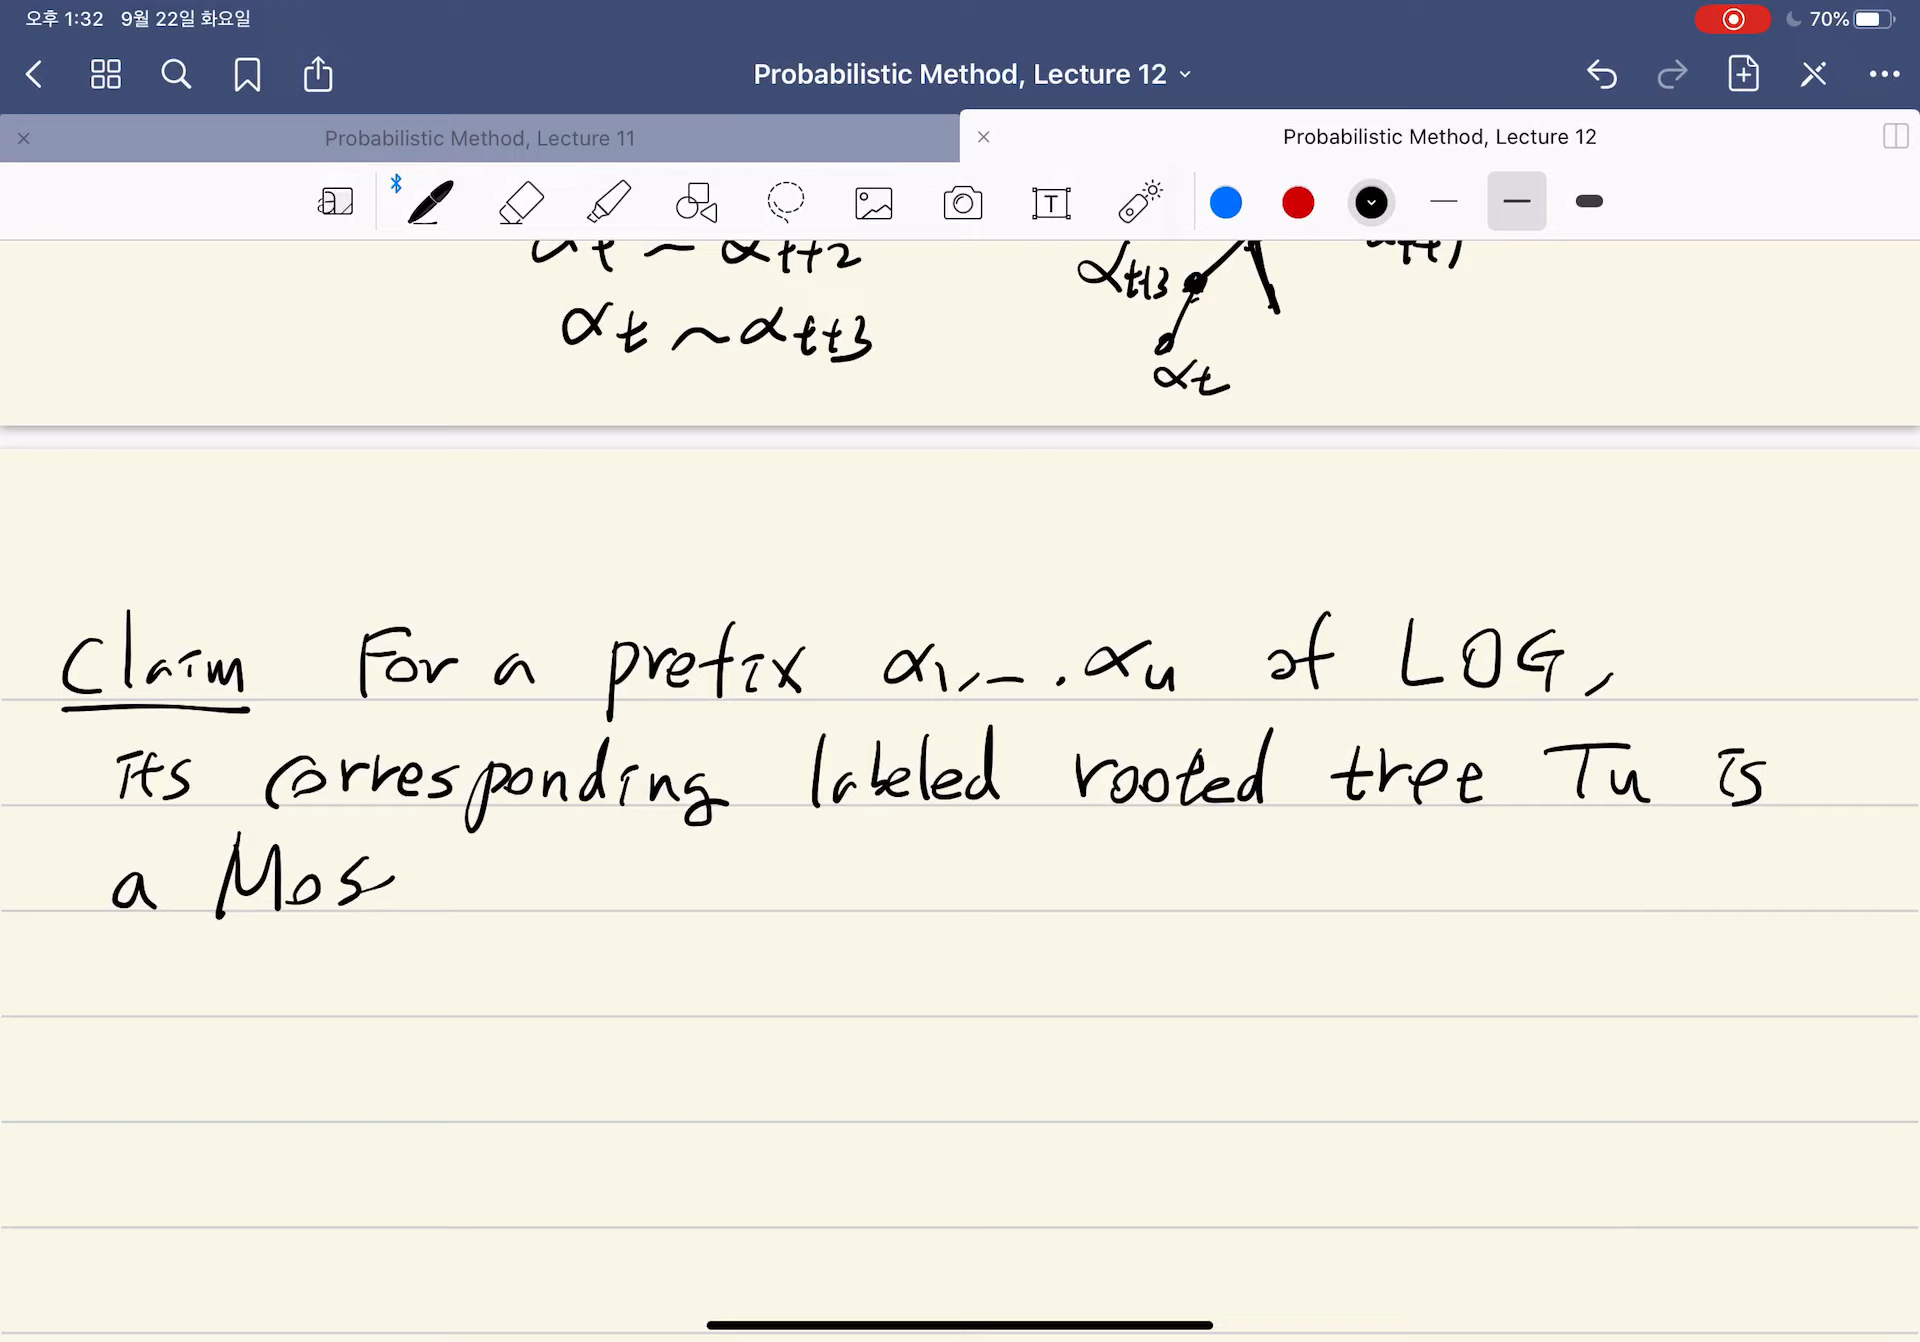 오후 1:32 9월 22일 화요일
70%
Probabilistic Method, Lecture 12
Probabilistic Method, Lecture 11
Probabilistic Method, Lecture 12
a
T
αt ~ αt+2
αt+3
αt+1
αt ~ αt+3
αt
Claim For a prefix α1, – . αu of LOG,
its corresponding labeled rooted tree Tu is
a Mos